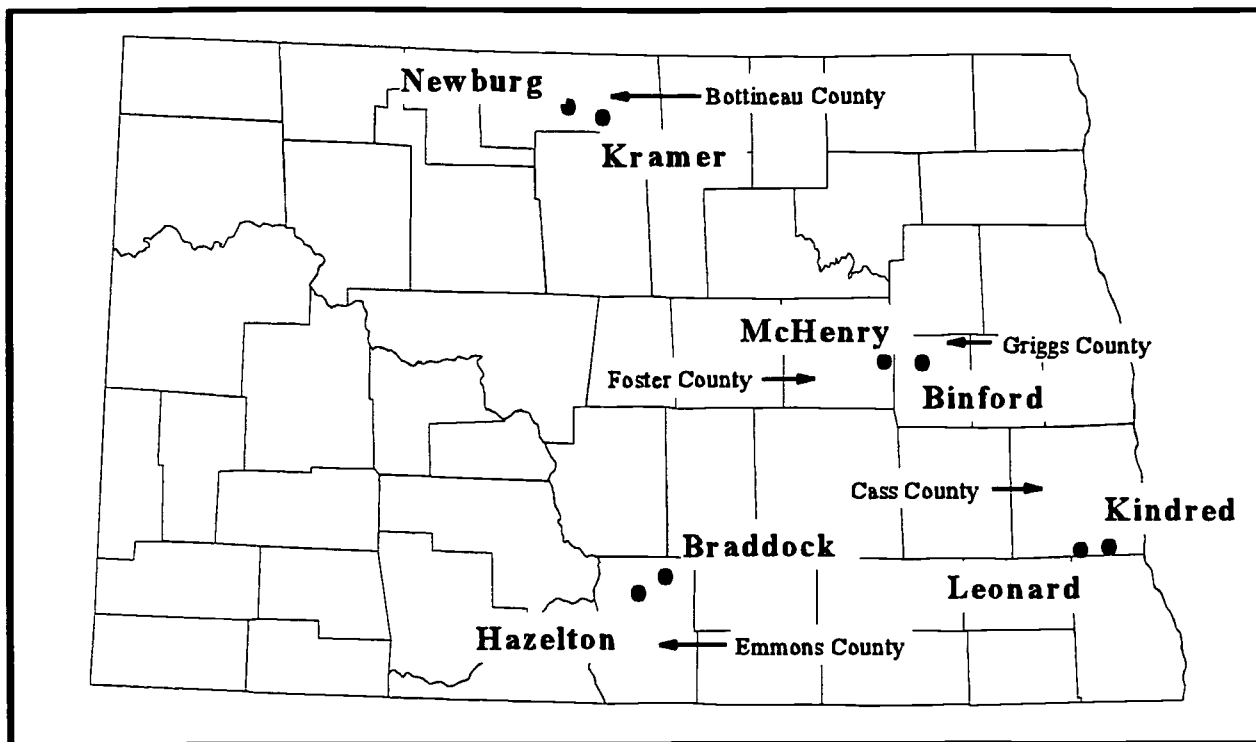 Newburg
Bottineau County
Kramer
McHenry
Griggs County
Foster County
Binford
Cass County
Kindred
Braddock
Leonard
Hazelton
Emmons County